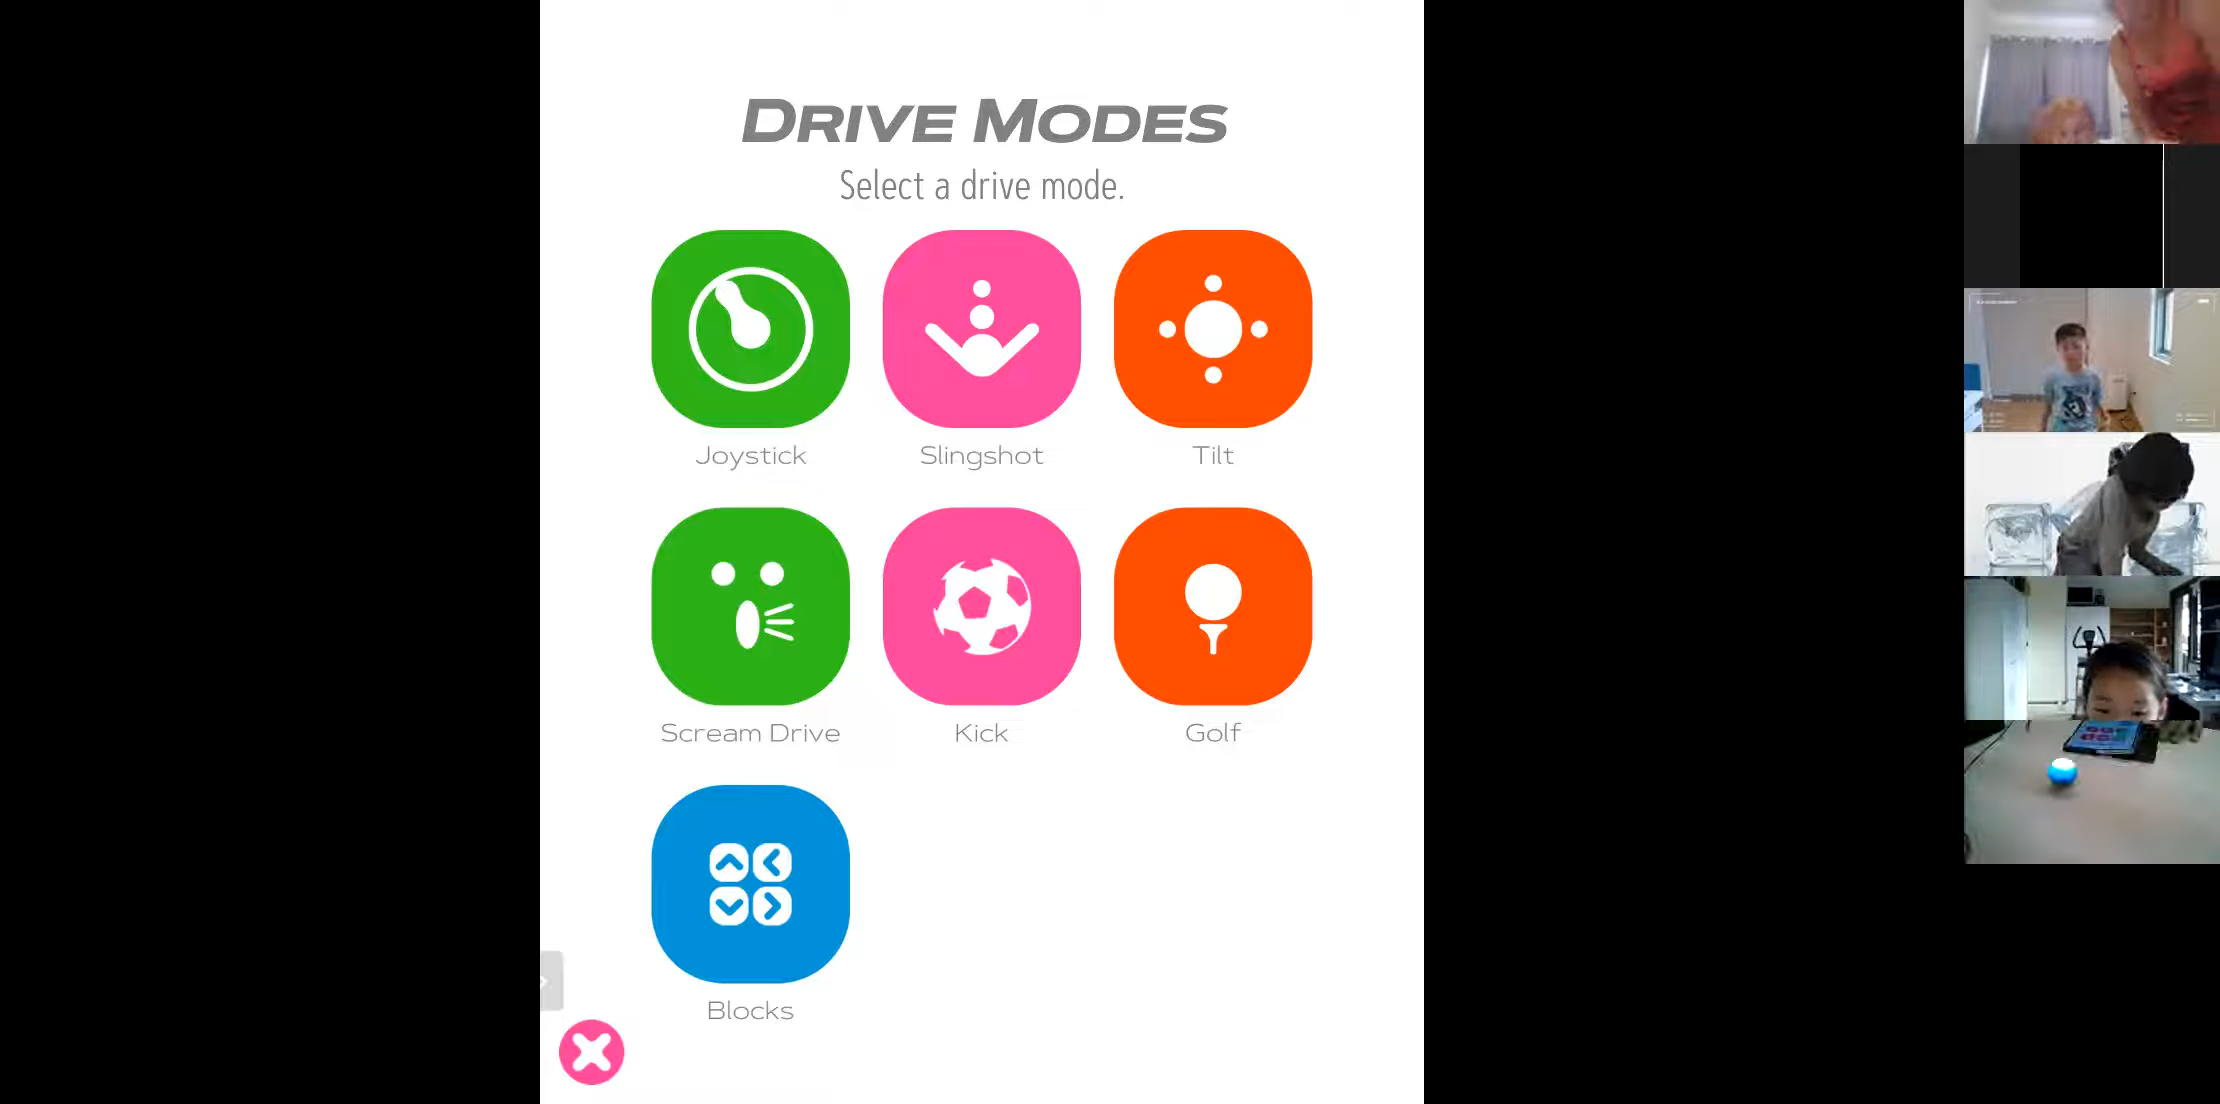 DRIVE MODES
Select a drive mode.
Joystick
Slingshot
Tilt
Scream Drive
Kick
Golf
Blocks